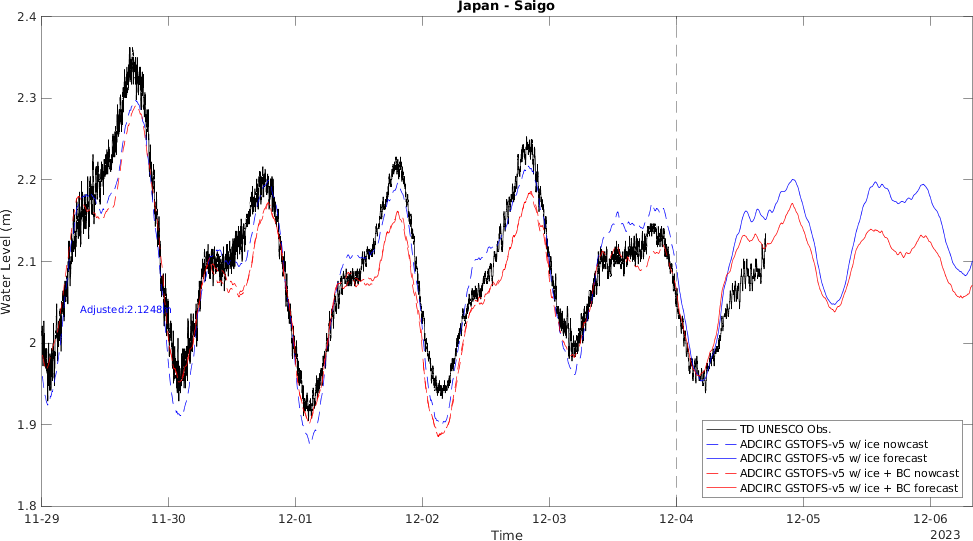 Japan - Saigo
2.4
2.3
2.2
2.1
2
1.9
1.8
Water Level (m)
Adjusted:2.1248m
TD UNESCO Obs.
ADCIRC GSTOFS-v5 w/ ice nowcast
ADCIRC GSTOFS-v5 w/ ice forecast
ADCIRC GSTOFS-v5 w/ ice + BC nowcast
ADCIRC GSTOFS-v5 w/ ice + BC forecast
11-29 11-30 12-01 12-02 12-03 12-04 12-05 12-06
Time
2023